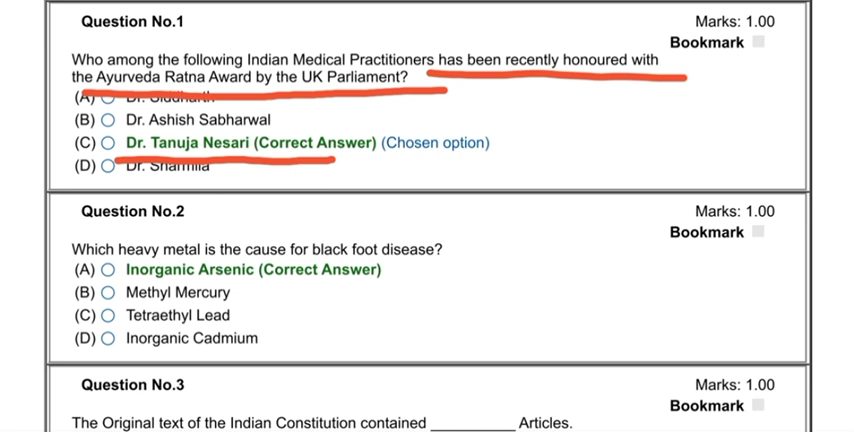 Question No.1 Marks: 1.00
Bookmark
Who among the following Indian Medical Practitioners has been recently honoured with
the Ayurveda Ratna Award by the UK Parliament?
(A) Dr. Siddharth
(B) Dr. Ashish Sabharwal
(C) Dr. Tanuja Nesari (Correct Answer) (Chosen option)
(D) Dr. Sharmila
Question No.2 Marks: 1.00
Bookmark
Which heavy metal is the cause for black foot disease?
(A) Inorganic Arsenic (Correct Answer)
(B) Methyl Mercury
(C) Tetraethyl Lead
(D) Inorganic Cadmium
Question No.3 Marks: 1.00
Bookmark
The Original text of the Indian Constitution contained __________ Articles.